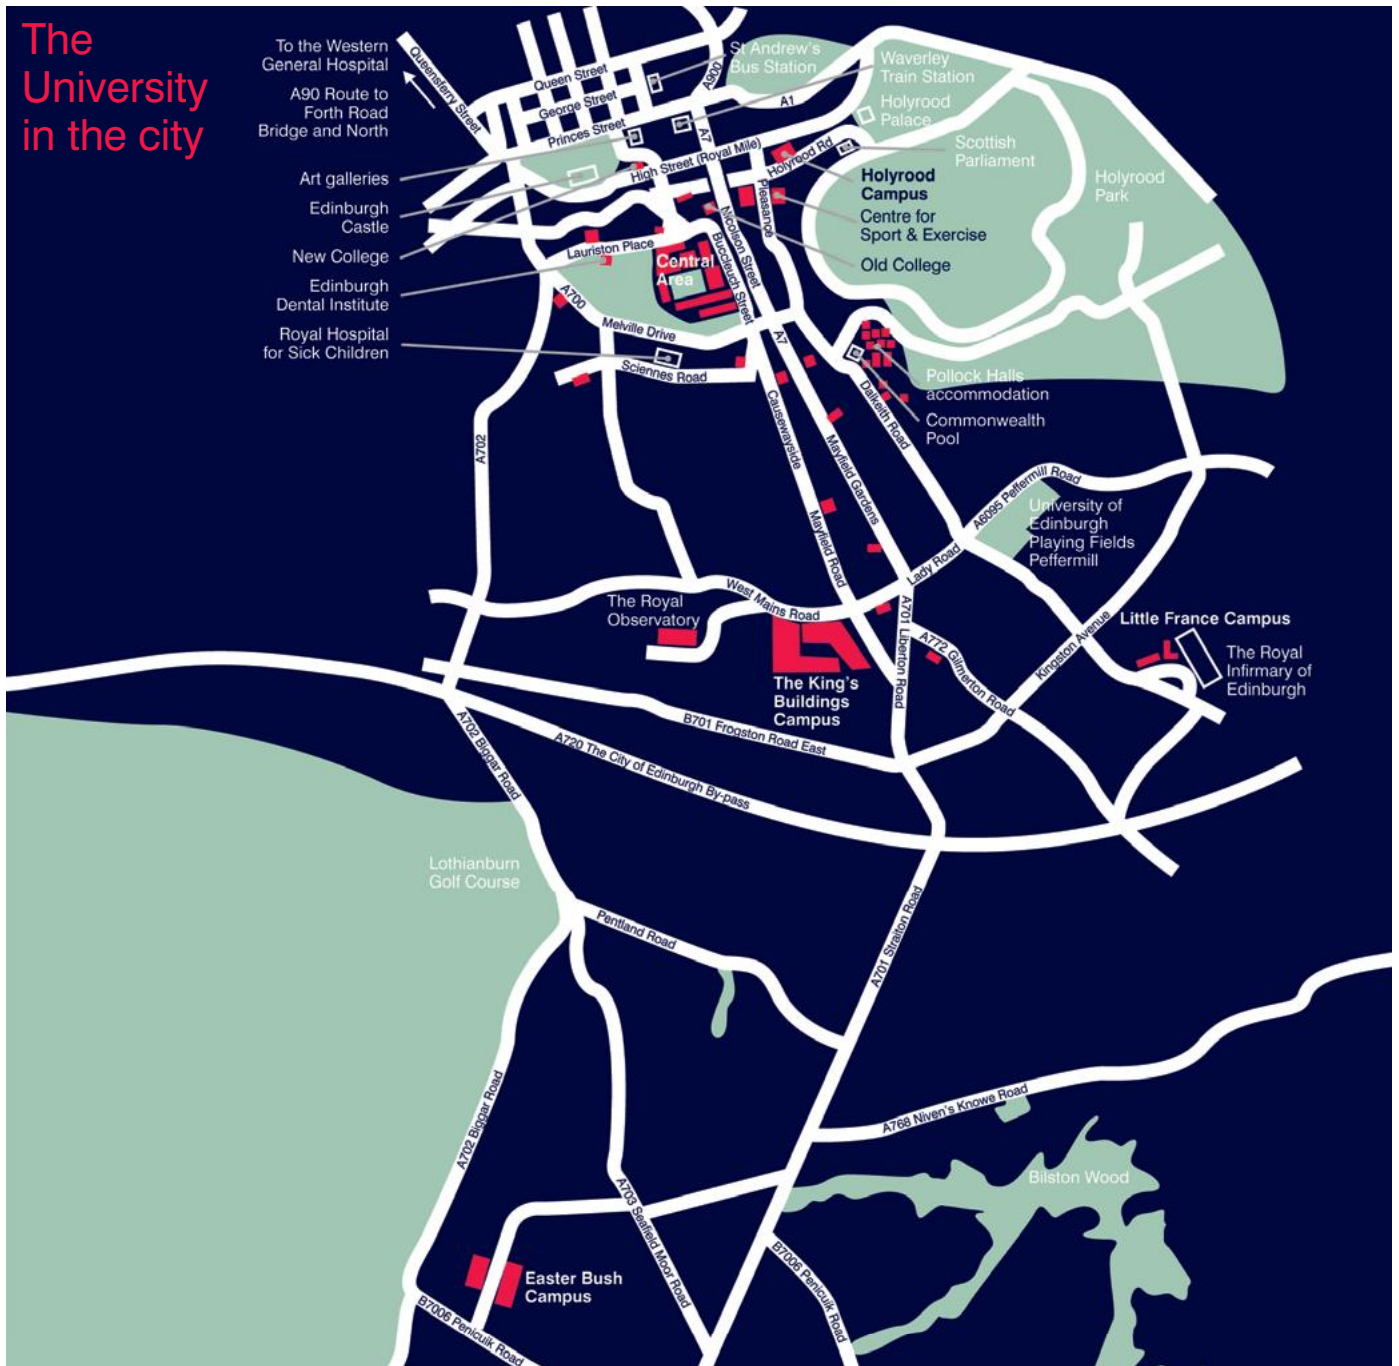 The
University
in the city
To the Western
General Hospital
A90 Route to
Forth Road
Bridge and North
Art galleries
Edinburgh
Castle
New College
Edinburgh
Dental Institute
Royal Hospital
for Sick Children
Queensferry Street
Queen Street
George Street
Princes Street
A900
St Andrew's
Bus Station
Waverley
Train Station
A1
A7
Holyrood
Palace
High Street (Royal Mile)
Holyrood Rd
Scottish
Parliament
Holyrood
Campus
Holyrood
Park
Pleasance
Centre for
Sport & Exercise
Old College
Nicolson Street
Buccleuch Street
Lauriston Place
Central
Area
A700
Melville Drive
A7
Sciennes Road
Pollock Halls
accommodation
Commonwealth
Pool
Dalkeith Road
Causewayside
Mayfield Gardens
A702
A6095 Peffermill Road
University of
Edinburgh
Playing Fields
Peffermill
Mayfield Road
Lady Road
West Mains Road
The Royal
Observatory
A701 Liberton Road
A772 Gilmerton Road
Kingston Avenue
Little France Campus
The Royal
Infirmary of
Edinburgh
The King's
Buildings
Campus
B701 Frogston Road East
A720 The City of Edinburgh By-pass
A702 Biggar Road
Lothianburn
Golf Course
Pentland Road
A701 Straiton Road
A702 Biggar Road
A768 Niven's Knowe Road
Bilston Wood
A703 Seafield Moor Road
Easter Bush
Campus
B7006 Penicuik Road
B7006 Penicuik Road